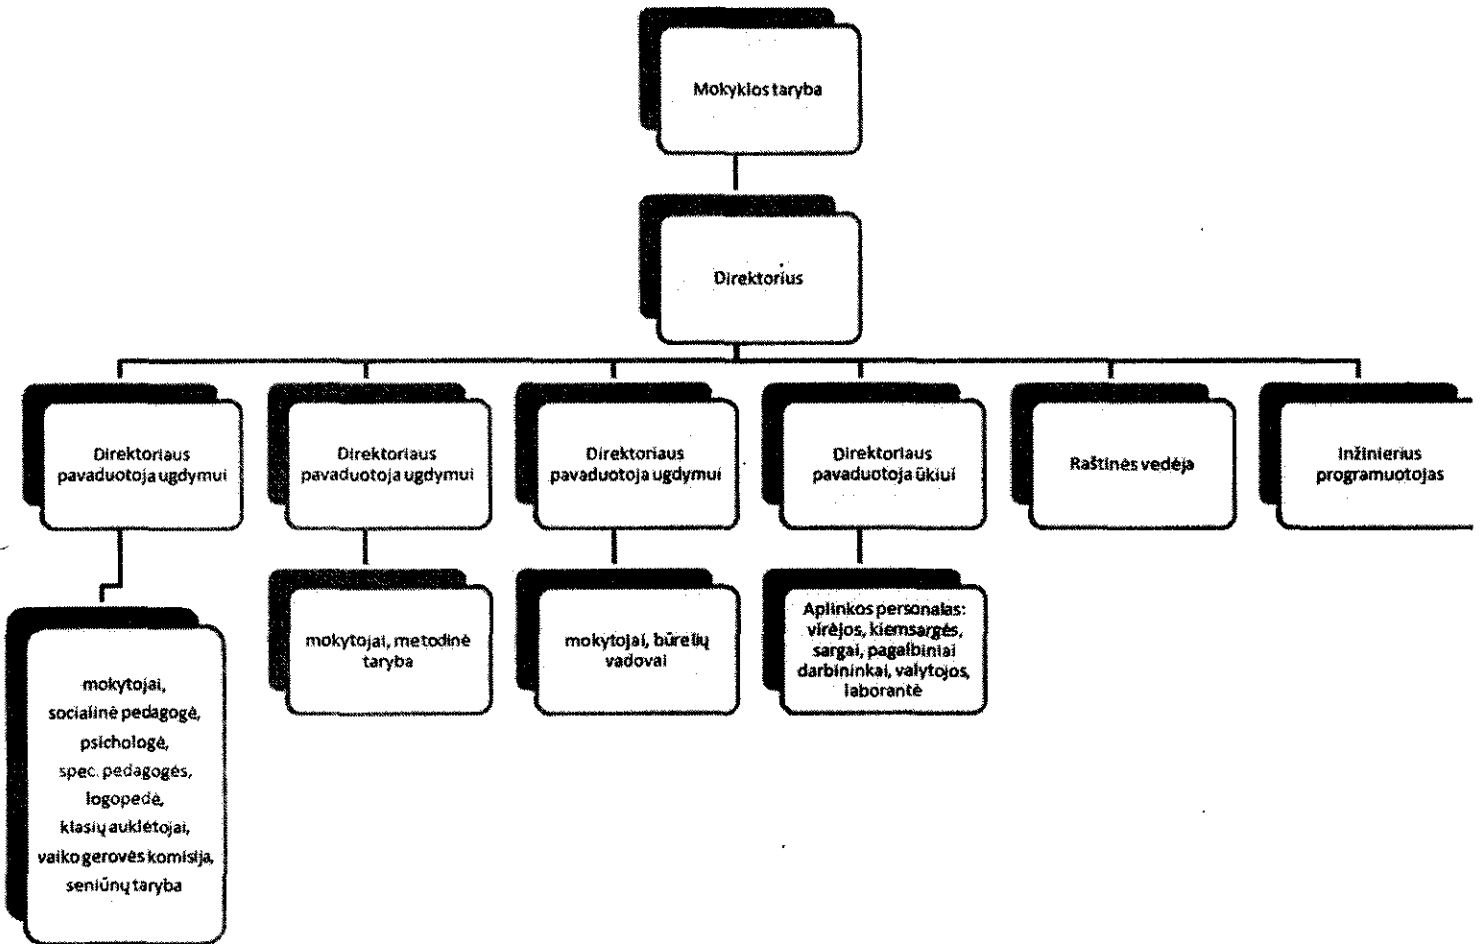 Mokyklos taryba
Direktorius
Direktoriaus
pavaduotoja ugdymui
Direktoriaus
pavaduotoja ugdymui
Direktoriaus
pavaduotoja ugdymui
Direktoriaus
pavaduotoja ūkiui
Raštinės vedėja
Inžinierius
programuotojas
mokytojai,
socialinė pedagogė,
psichologė,
spec. pedagogės,
logopedė,
klasių auklėtojai,
vaiko gerovės komisija,
seniūnų taryba
mokytojai, metodinė
taryba
mokytojai, būrelių
vadovai
Aplinkos personalas:
virėjos, kiemsargės,
sargai, pagalbiniai
darbininkai, valytojos,
laborantė